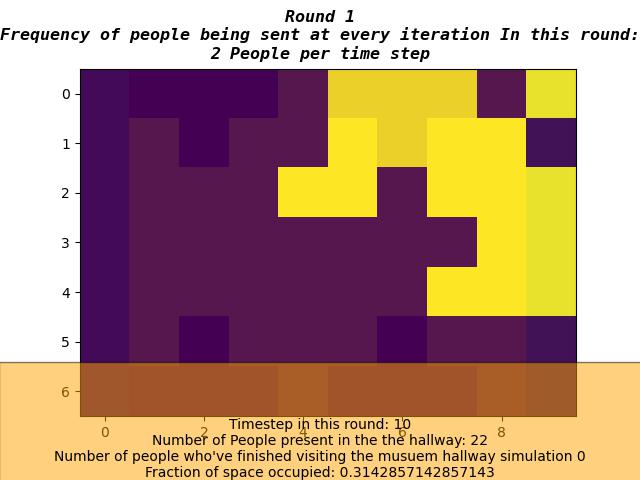 Round 1
Frequency of people being sent at every iteration In this round:
2 People per time step
0
1
2
3
4
5
6
0 2 4 6 8
Timestep in this round: 10
Number of People present in the the hallway: 22
Number of people who've finished visiting the musuem hallway simulation 0
Fraction of space occupied: 0.3142857142857143